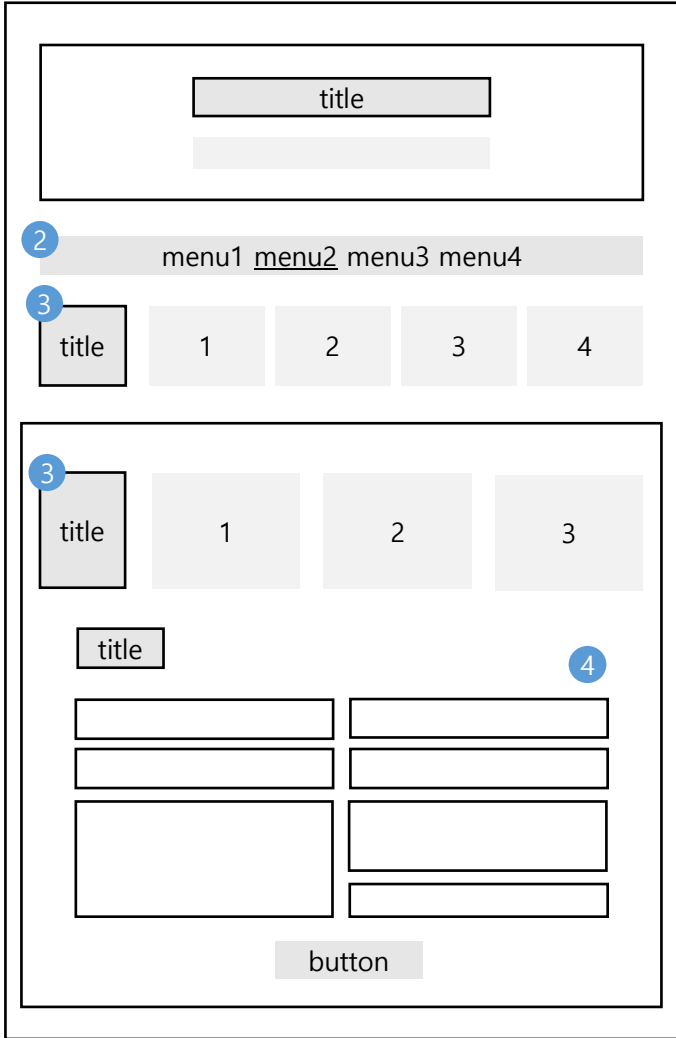 title
2
menu1 menu2 menu3 menu4
3
title 1 2 3 4
3
title 1 2 3
title
4
button